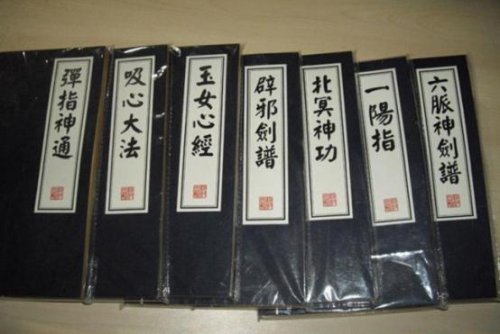 彈指神通
吸心大法
玉女心經
辟邪劍譜
北冥神功
一陽指
六脈神劍譜